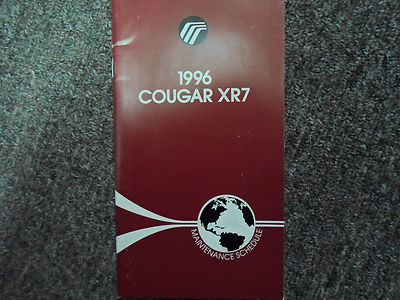 1996
COUGAR XR7
MAINTENANCE SCHEDULE